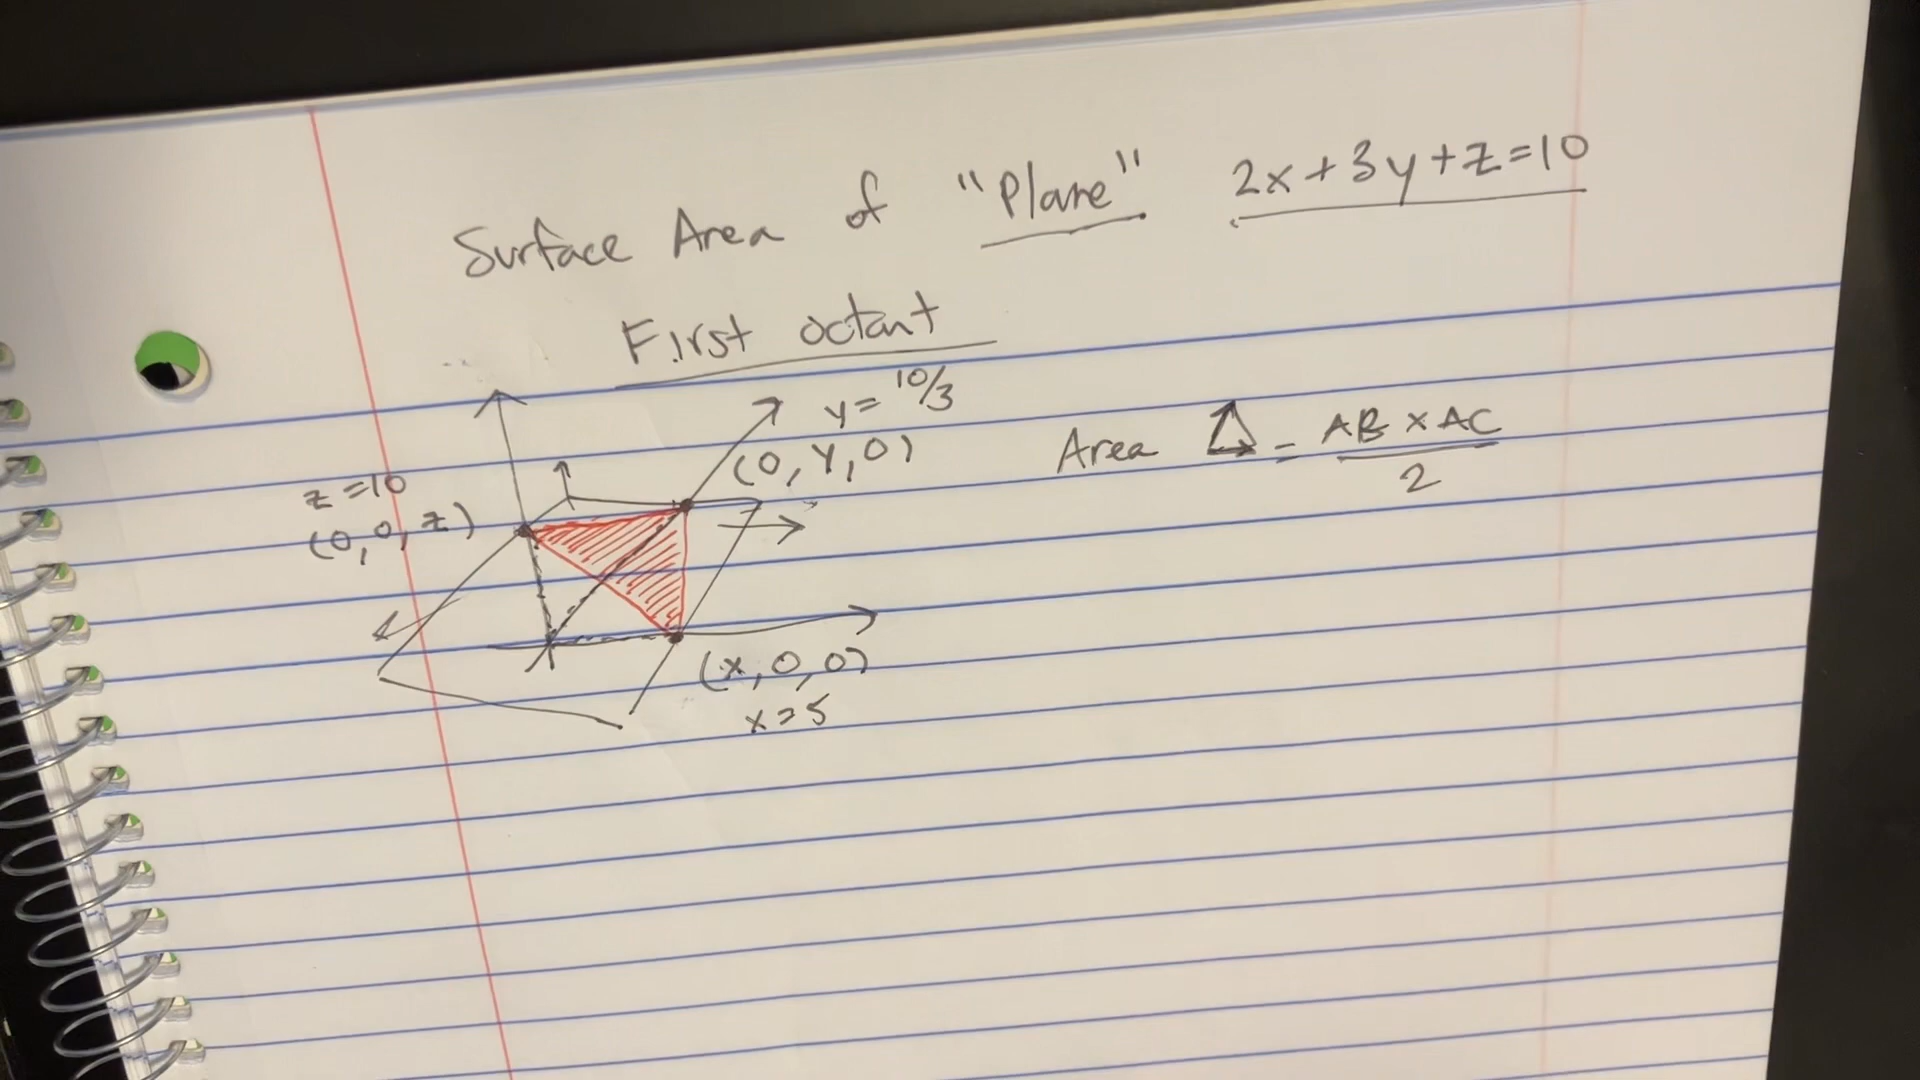 Surface Area of "Plane" 2x+3y+z=10
First octant
y= 10/3
(0, Y, 0)
Area △ = AB × AC / 2
z=10
(0, 0, z)
(x, 0, 0)
x=5